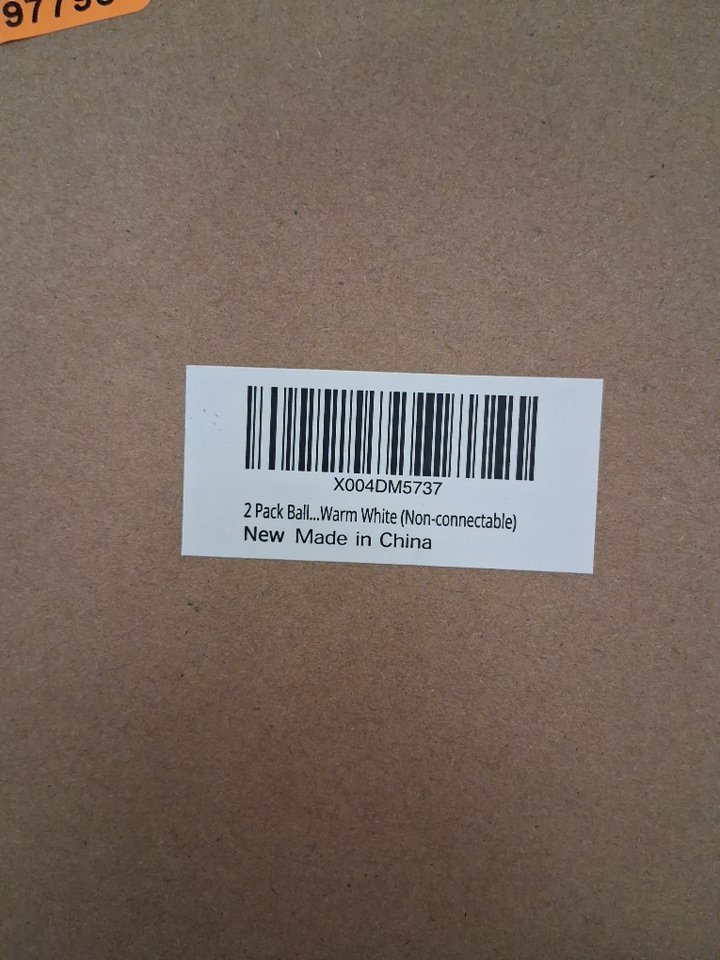 X004DM5737
2 Pack Ball...Warm White (Non-connectable)
New Made in China